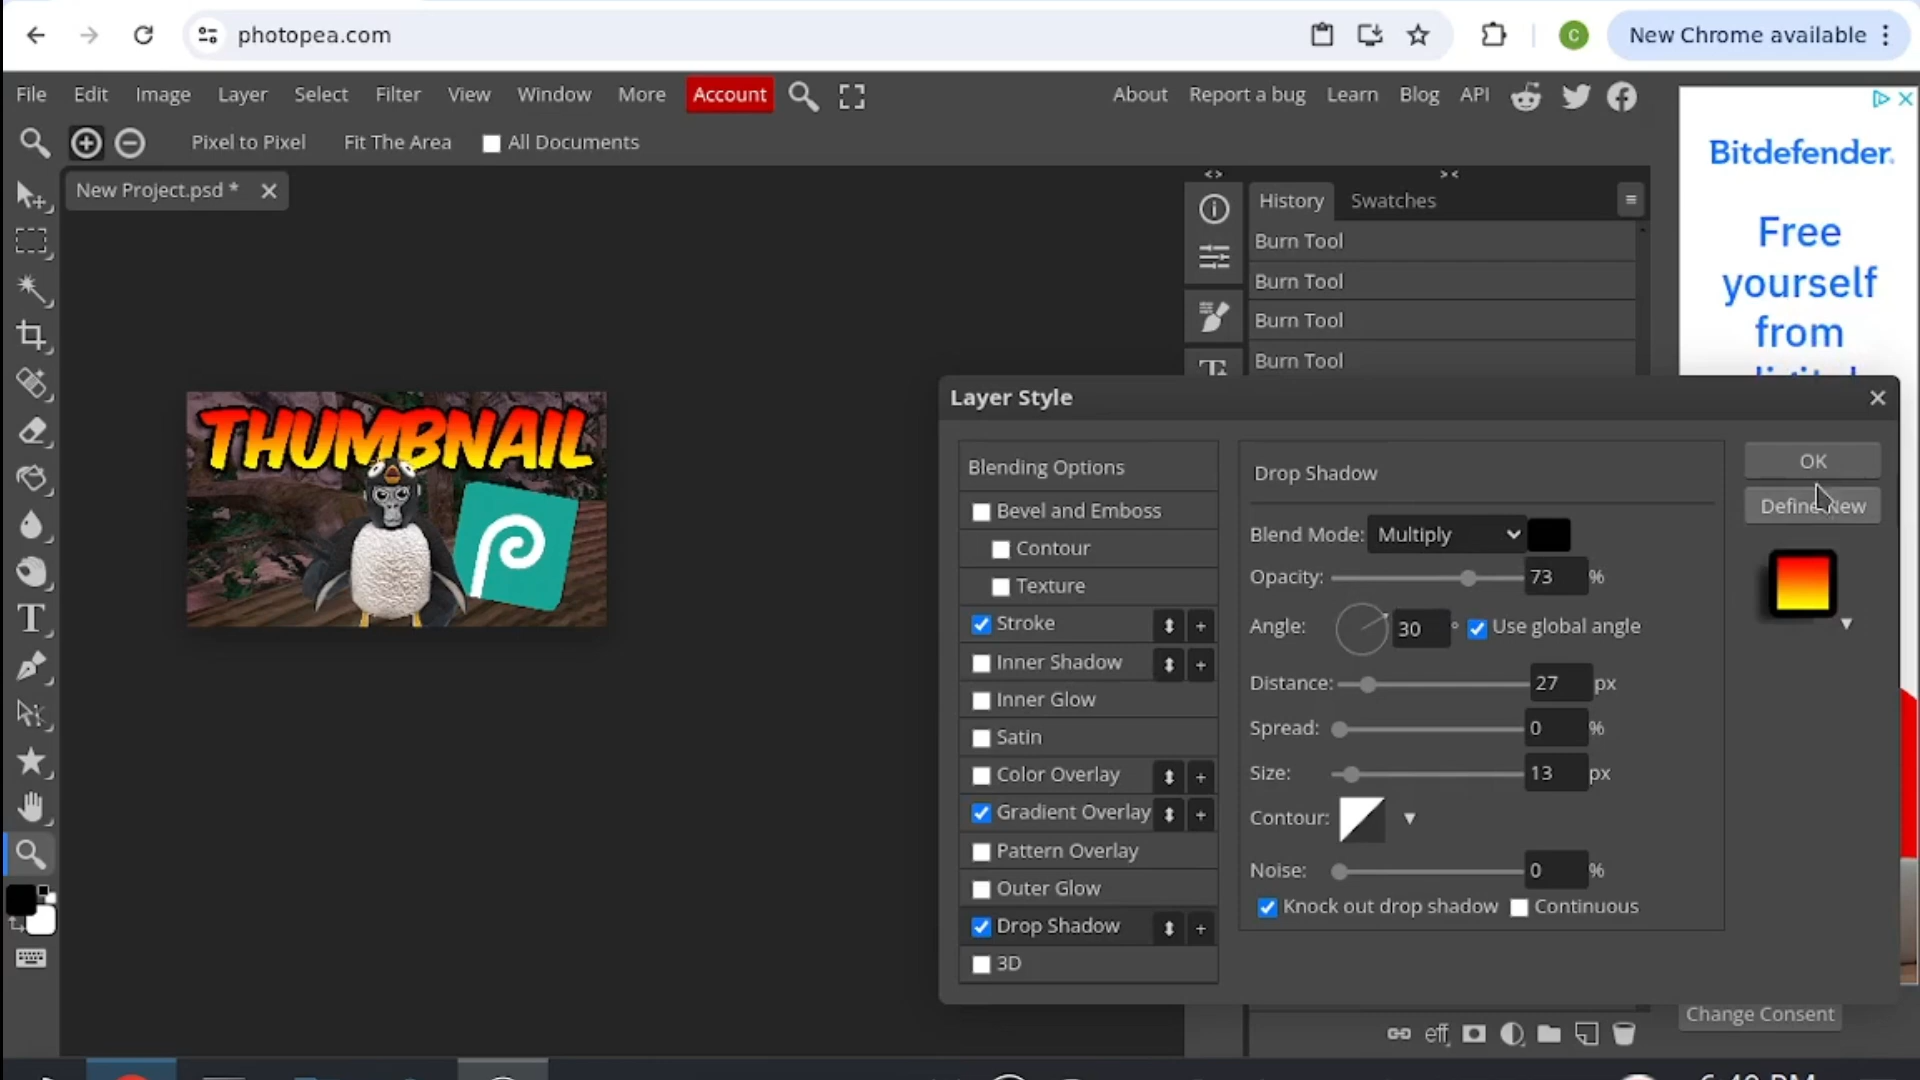 photopea.com
New Chrome available
File Edit Image Layer Select Filter View Window More Account
About Report a bug Learn Blog API
Pixel to Pixel Fit The Area All Documents
New Project.psd *
History Swatches
Burn Tool
Burn Tool
Burn Tool
Burn Tool
THUMBNAIL
Bitdefender.
Free
yourself
from
Layer Style
Blending Options
Bevel and Emboss
Contour
Texture
Stroke
Inner Shadow
Inner Glow
Satin
Color Overlay
Gradient Overlay
Pattern Overlay
Outer Glow
Drop Shadow
3D
Drop Shadow
Blend Mode: Multiply
Opacity: 73 %
Angle: 30 ° Use global angle
Distance: 27 px
Spread: 0 %
Size: 13 px
Contour:
Noise: 0 %
Knock out drop shadow Continuous
OK
Define New
eff
Change Consent